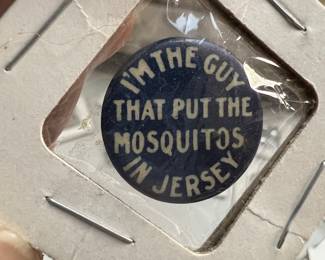 I'M THE GUY
THAT PUT THE
MOSQUITOS
IN JERSEY